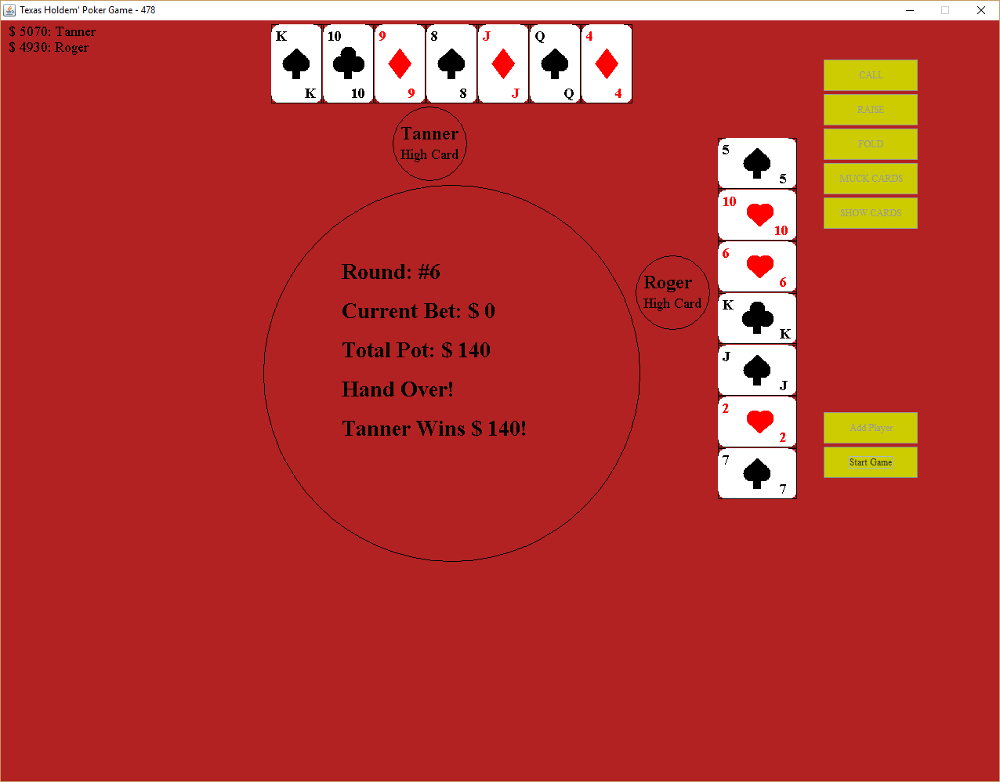 Texas Holdem' Poker Game - 478
$ 5070: Tanner
$ 4930: Roger
K 10 9 8 J Q 4
K 10 9 8 J Q 4
Tanner
High Card
Round: #6
Current Bet: $ 0
Total Pot: $ 140
Hand Over!
Tanner Wins $ 140!
Roger
High Card
5
5
10
10
6
6
K
K
J
J
2
2
7
7
CALL
RAISE
FOLD
MUCK CARDS
SHOW CARDS
Add Player
Start Game